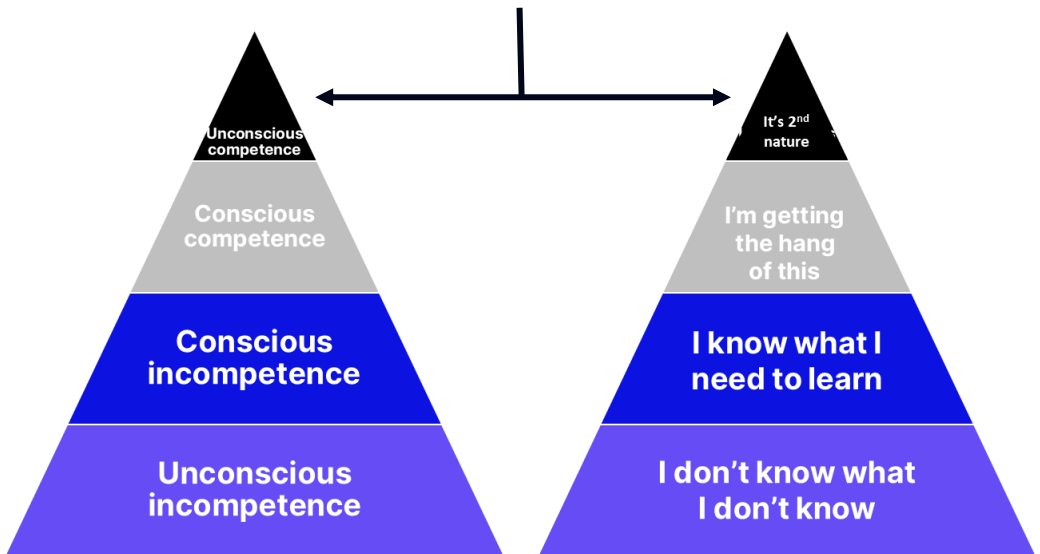 Unconscious
competence
Conscious
competence
Conscious
incompetence
Unconscious
incompetence
It's 2nd
nature
I'm getting
the hang
of this
I know what I
need to learn
I don't know what
I don't know